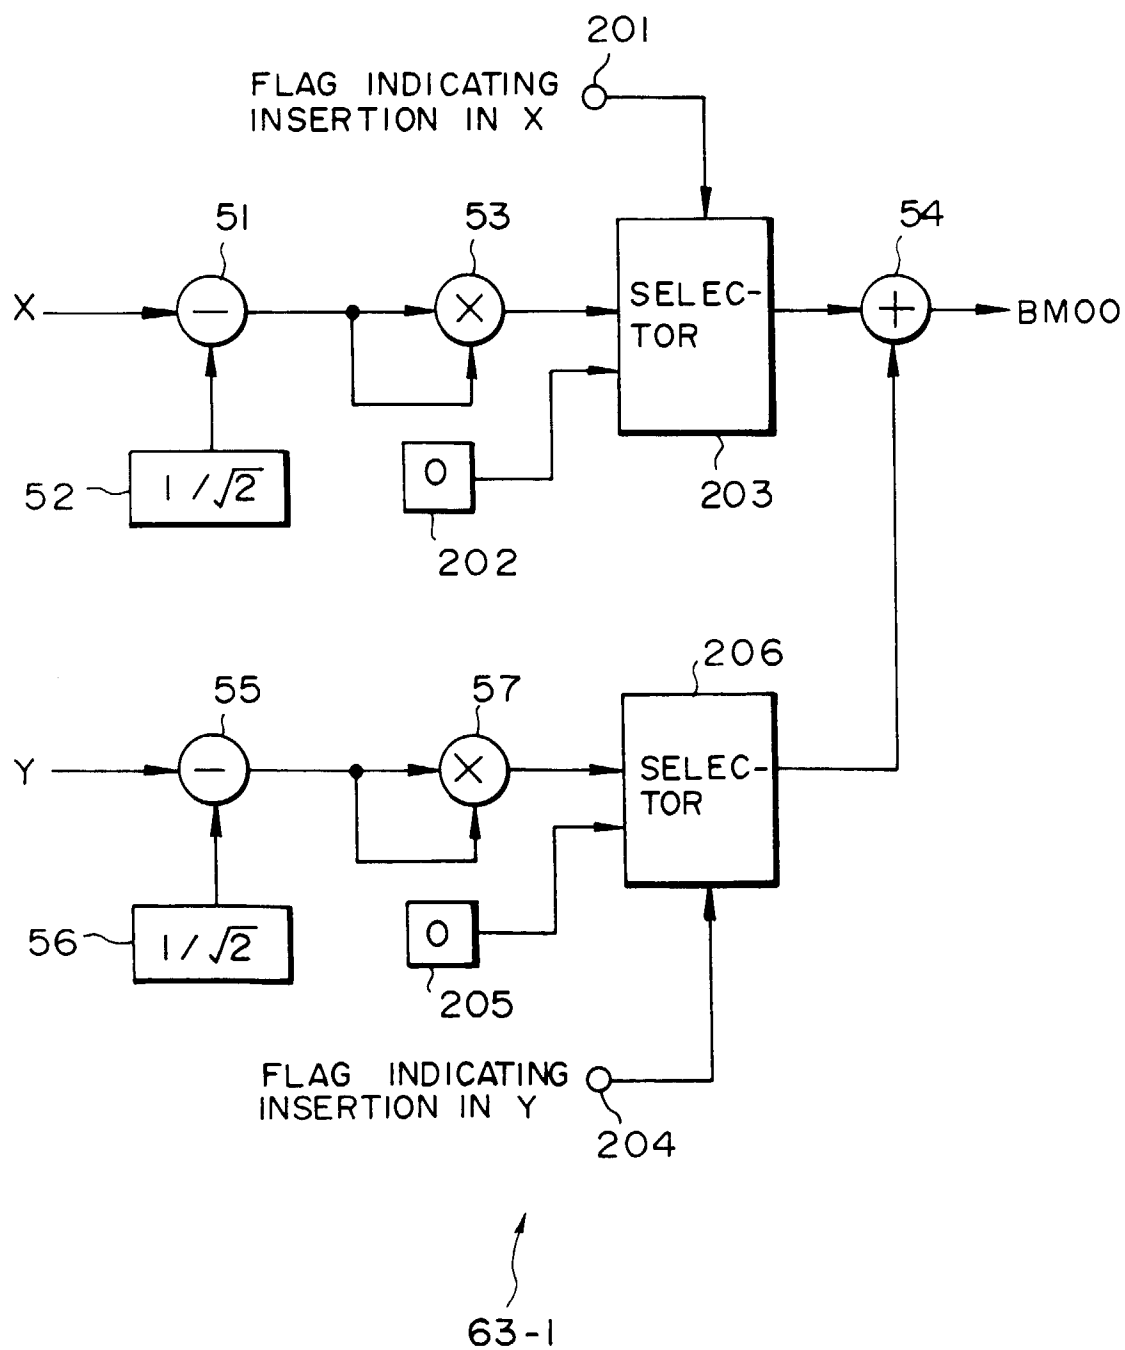 201
FLAG INDICATING
INSERTION IN X
51
53
54
X
−
×
SELEC-
TOR
+
BM00
52
1/√2
0
203
202
206
55
57
Y
−
×
SELEC-
TOR
56
1/√2
0
205
FLAG INDICATING
INSERTION IN Y
204
63-1